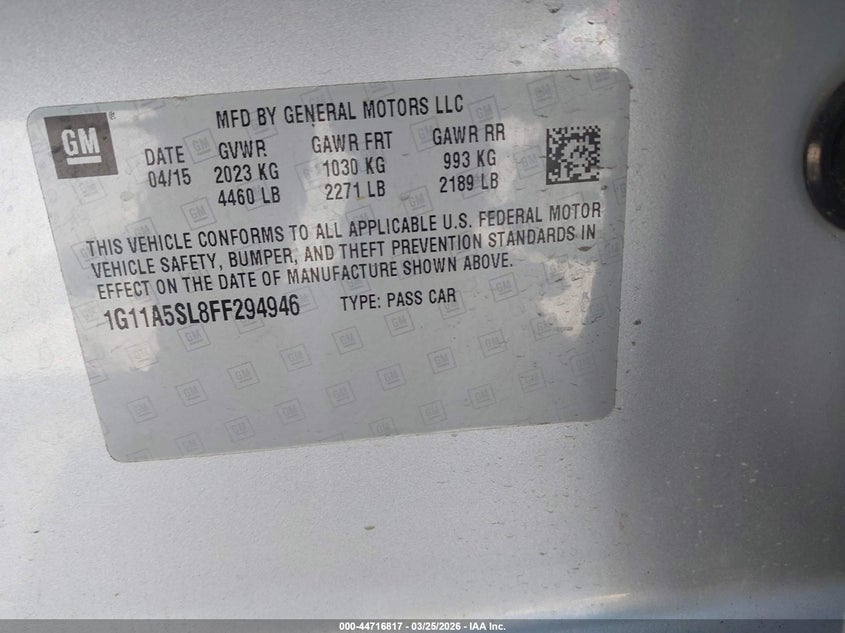 GM
MFD BY GENERAL MOTORS LLC
DATE GVWR GAWR FRT GAWR RR
04/15 2023 KG 1030 KG 993 KG
4460 LB 2271 LB 2189 LB
THIS VEHICLE CONFORMS TO ALL APPLICABLE U.S. FEDERAL MOTOR
VEHICLE SAFETY, BUMPER, AND THEFT PREVENTION STANDARDS IN
EFFECT ON THE DATE OF MANUFACTURE SHOWN ABOVE.
1G11A5SL8FF294946 TYPE: PASS CAR
000-44716817 - 03/25/2026 - IAA Inc.